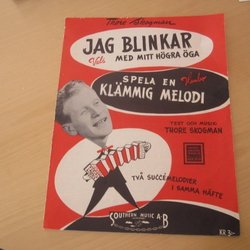 Thore Skogman
JAG BLINKAR
Vals
MED MITT HÖGRA ÖGA
SPELA EN
KLÄMMIG MELODI
TEXT OCH MUSIK:
THORE SKOGMAN
TVÅ SUCCÉMELODIER
I SAMMA HÄFTE
SOUTHERN MUSIC A-B
KR. 3:-